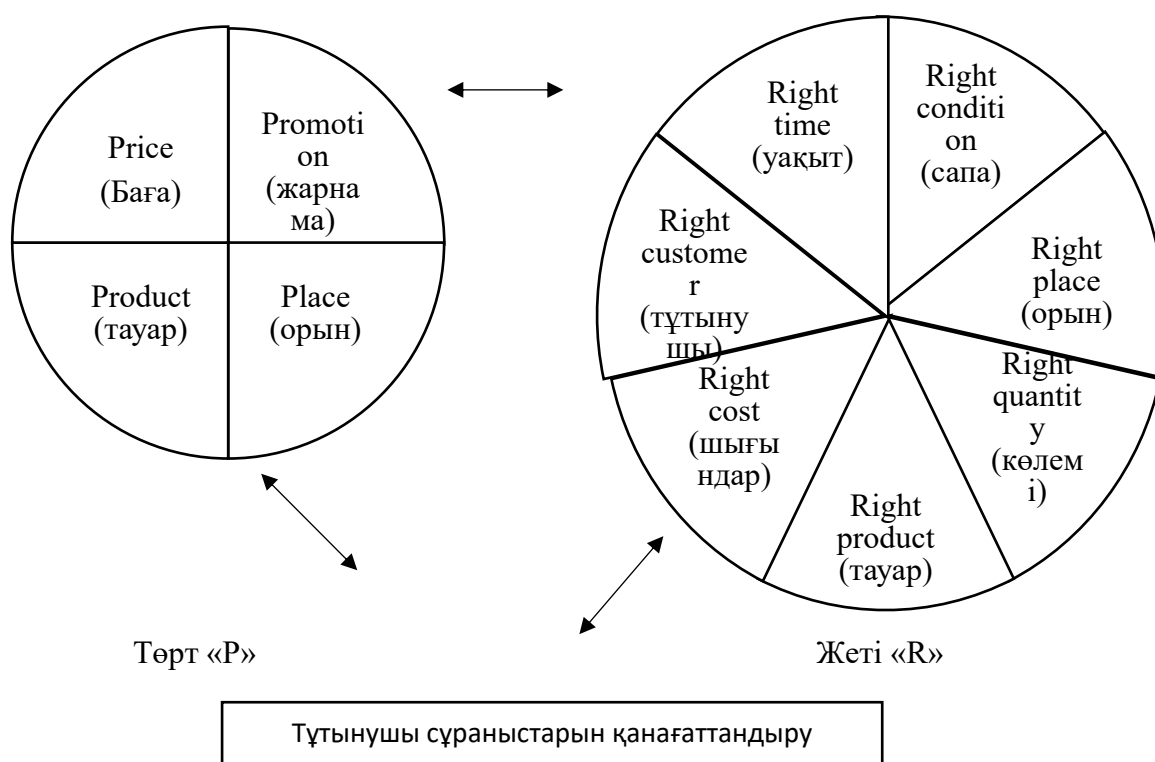 Price
(Баға)
Promoti
on
(жарна
ма)
Product
(тауар)
Place
(орын)
Right
time
(уақыт)
Right
conditi
on
(сапа)
Right
custome
r
(тұтыну
шы)
Right
place
(орын)
Right
cost
(шығы
ндар)
Right
quantit
y
(көлем
і)
Right
product
(тауар)
Төрт «Р»
Жеті «R»
Тұтынушы сұраныстарын қанағаттандыру